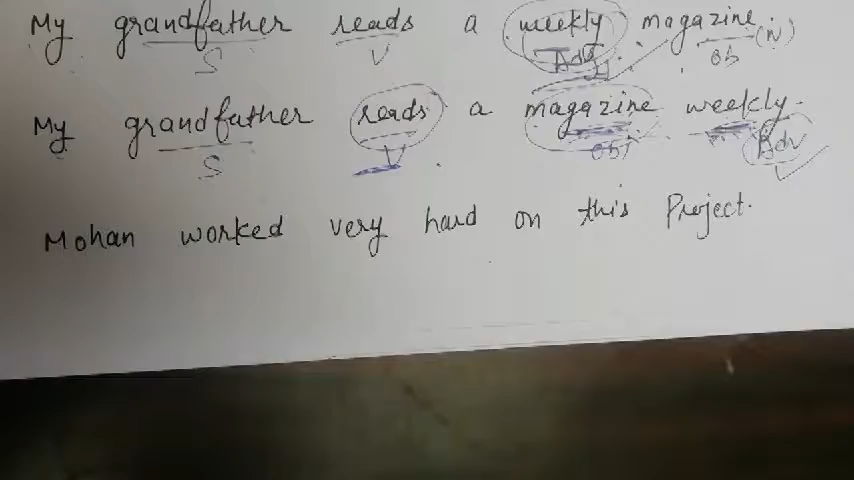 My grandfather reads a weekly magazine
S V Adj ob (N)
My grandfather reads a magazine weekly.
S V obj Adv
Mohan worked very hard on this Project.